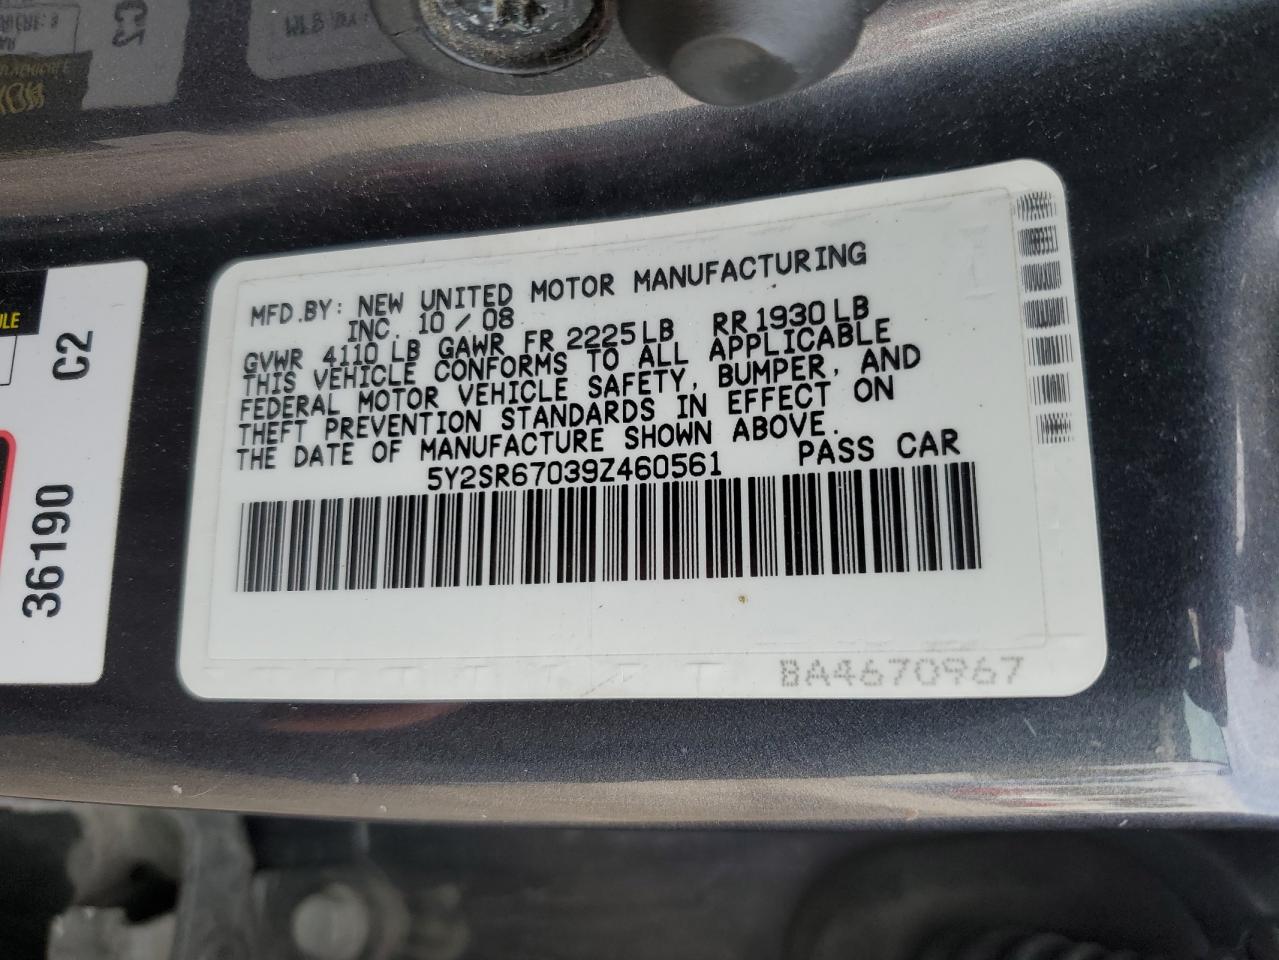 MFD.BY: NEW UNITED MOTOR MANUFACTURING
INC. 10 / 08
GVWR 4110 LB GAWR FR 2225 LB RR 1930 LB
THIS VEHICLE CONFORMS TO ALL APPLICABLE
FEDERAL MOTOR VEHICLE SAFETY, BUMPER, AND
THEFT PREVENTION STANDARDS IN EFFECT ON
THE DATE OF MANUFACTURE SHOWN ABOVE.
5Y2SR67039Z460561 PASS CAR
BA4670967
36190 C2